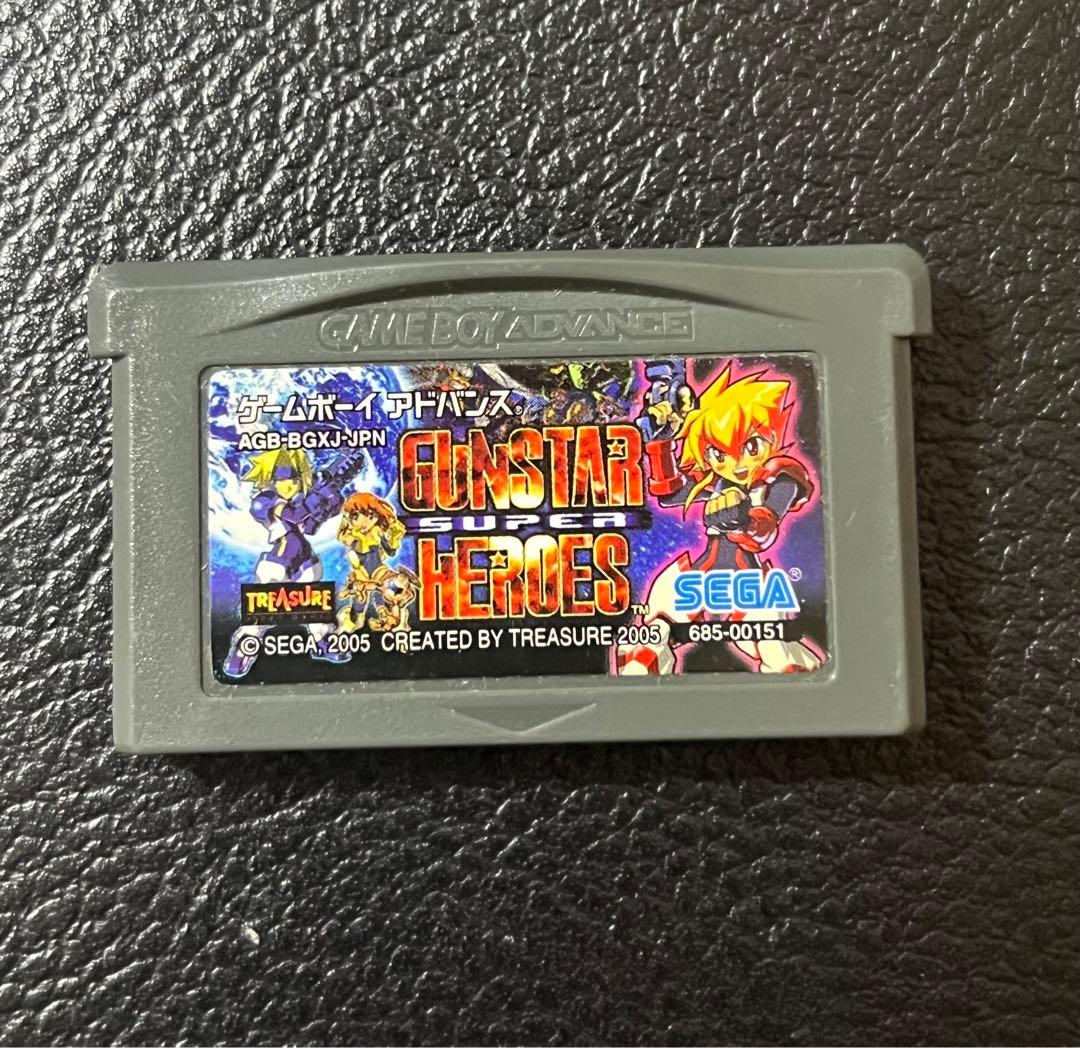 GAME BOY ADVANCE
ゲームボーイ アドバンス®
AGB-BGXJ-JPN
GUNSTAR
SUPER
HEROES™
TREASURE
SEGA®
© SEGA, 2005 CREATED BY TREASURE 2005 685-00151